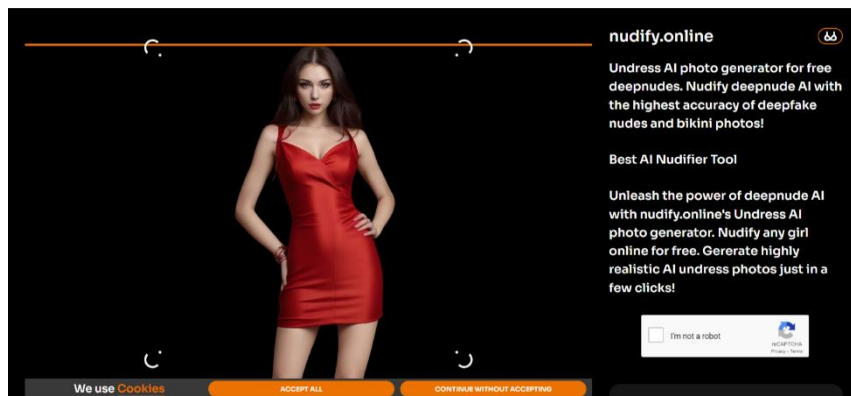 nudify.online
Undress AI photo generator for free
deepnudes. Nudify deepnude AI with
the highest accuracy of deepfake
nudes and bikini photos!
Best AI Nudifier Tool
Unleash the power of deepnude AI
with nudify.online's Undress AI
photo generator. Nudify any girl
online for free. Gererate highly
realistic AI undress photos just in a
few clicks!
I'm not a robot
reCAPTCHA
Privacy - Terms
We use Cookies
ACCEPT ALL
CONTINUE WITHOUT ACCEPTING